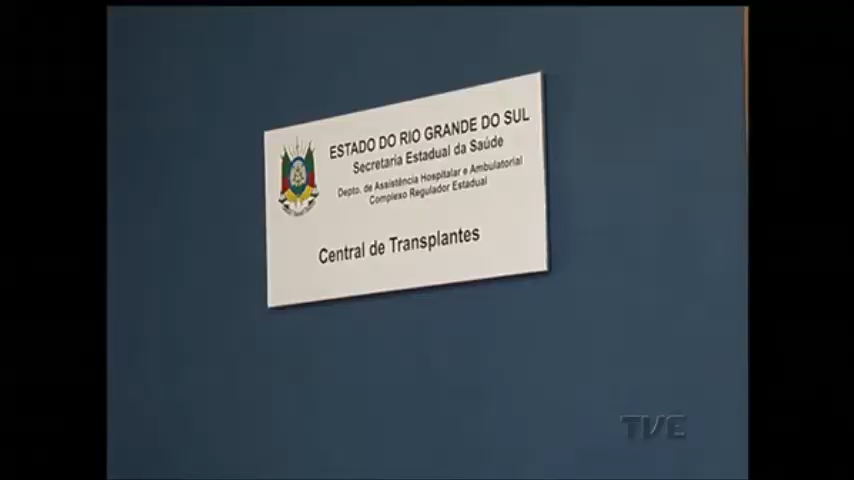 ESTADO DO RIO GRANDE DO SUL
Secretaria Estadual da Saúde
Depto. de Assistência Hospitalar e Ambulatorial
Complexo Regulador Estadual
Central de Transplantes
TVE